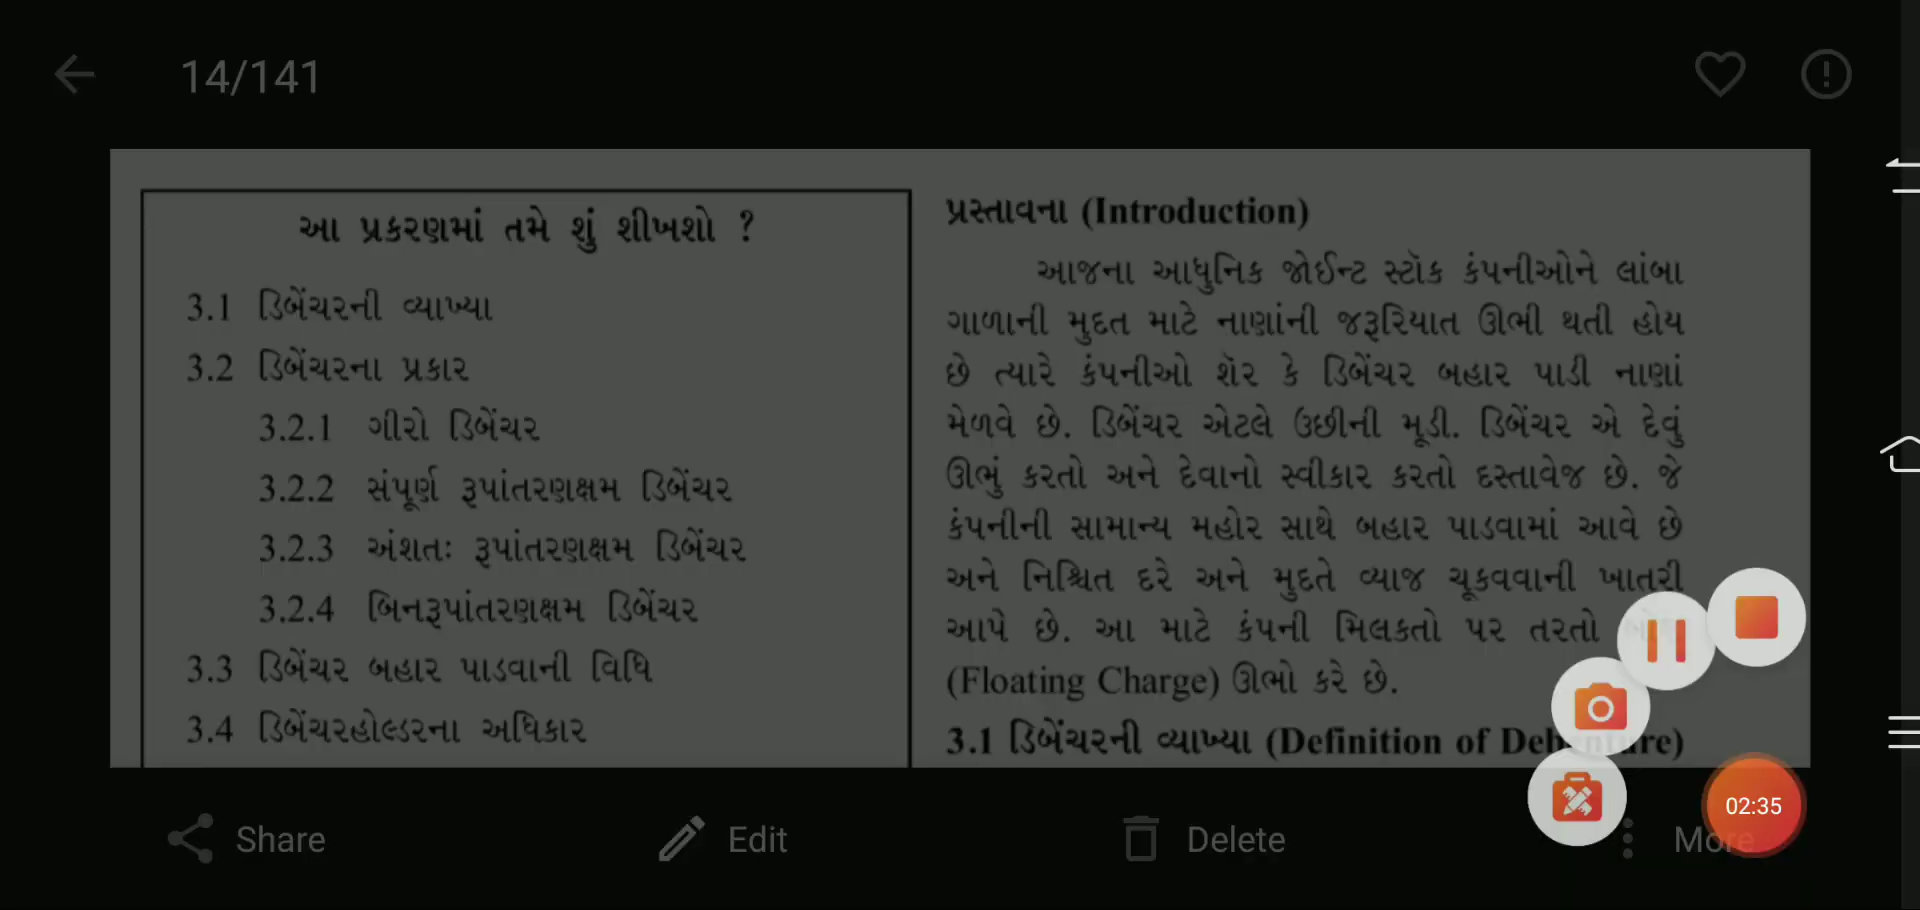 14/141
આ પ્રકરણમાં તમે શું શીખશો ?
3.1 ડિબેંચરની વ્યાખ્યા
3.2 ડિબેંચરના પ્રકાર
3.2.1 ગીરો ડિબેંચર
3.2.2 સંપૂર્ણ રૂપાંતરણક્ષમ ડિબેંચર
3.2.3 અંશતઃ રૂપાંતરણક્ષમ ડિબેંચર
3.2.4 બિનરૂપાંતરણક્ષમ ડિબેંચર
3.3 ડિબેંચર બહાર પાડવાની વિધિ
3.4 ડિબેંચરહોલ્ડરના અધિકાર
પ્રસ્તાવના (Introduction)
આજના આધુનિક જોઈન્ટ સ્ટૉક કંપનીઓને લાંબા
ગાળાની મુદત માટે નાણાંની જરૂરિયાત ઊભી થતી હોય
છે ત્યારે કંપનીઓ શૅર કે ડિબેંચર બહાર પાડી નાણાં
મેળવે છે. ડિબેંચર એટલે ઉછીની મૂડી. ડિબેંચર એ દેવું
ઊભું કરતો અને દેવાનો સ્વીકાર કરતો દસ્તાવેજ છે. જે
કંપનીની સામાન્ય મહોર સાથે બહાર પાડવામાં આવે છે
અને નિશ્ચિત દરે અને મુદતે વ્યાજ ચૂકવવાની ખાતરી
આપે છે. આ માટે કંપની મિલકતો પર તરતો
(Floating Charge) ઊભો કરે છે.
3.1 ડિબેંચરની વ્યાખ્યા (Definition of
02:35
Share
Edit
Delete
More